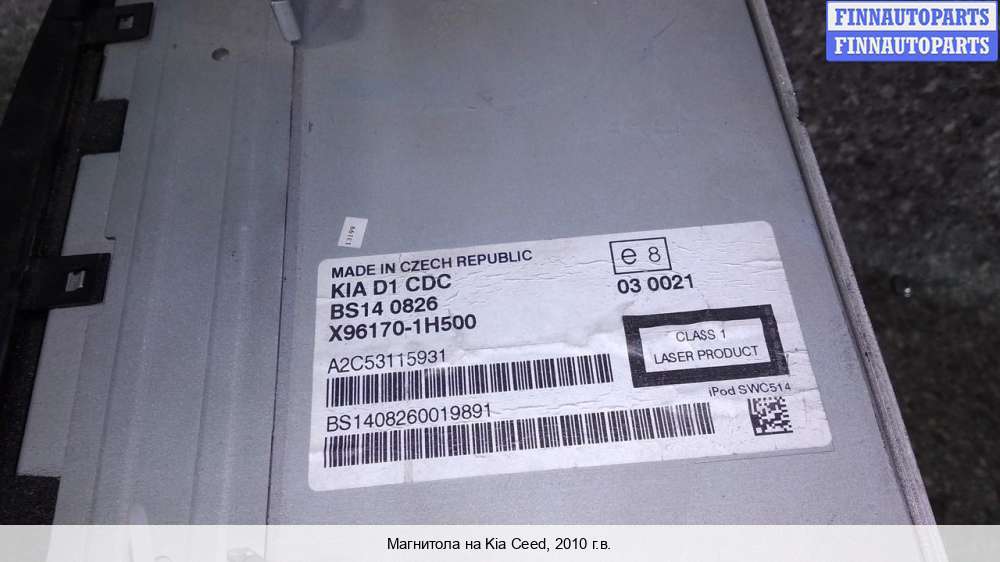 FINNAUTOPARTS
FINNAUTOPARTS
MADE IN CZECH REPUBLIC
KIA D1 CDC
BS14 0826
X96170-1H500
e 8
03 0021
CLASS 1
LASER PRODUCT
A2C53115931
iPod SWC514
BS1408260019891
Магнитола на Kia Ceed, 2010 г.в.